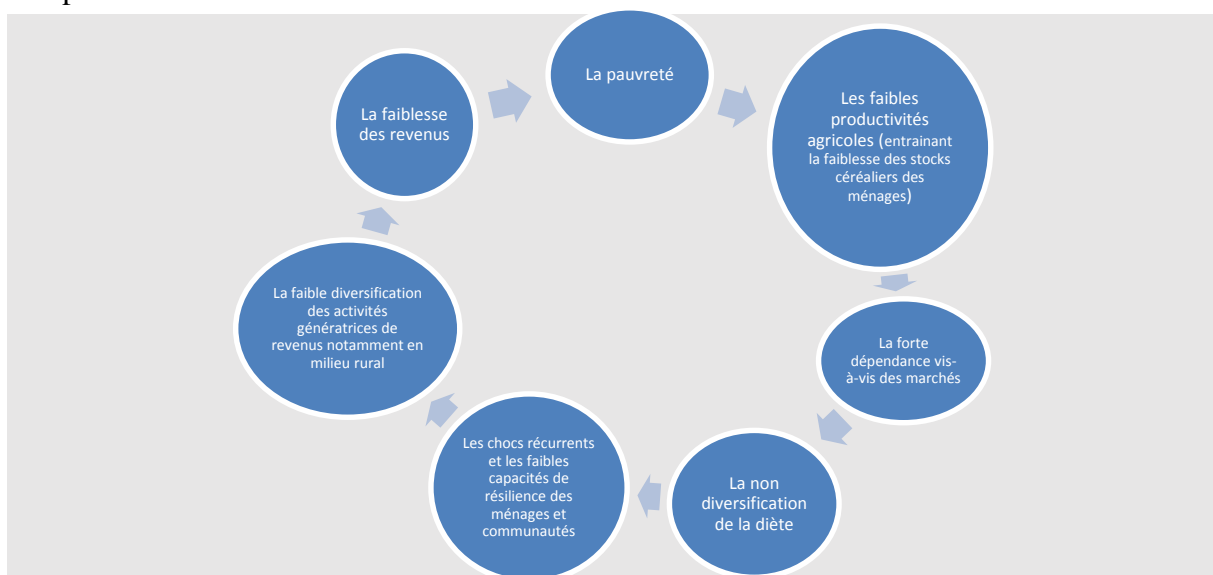 La pauvreté
Les faibles
productivités
agricoles (entrainant
la faiblesse des stocks
céréaliers des
ménages)
La forte
dépendance vis-
à-vis des marchés
La non
diversification
de la diète
Les chocs récurrents
et les faibles
capacités de
résilience des
ménages et
communautés
La faible diversification
des activités
génératrices de
revenus notamment en
milieu rural
La faiblesse
des revenus